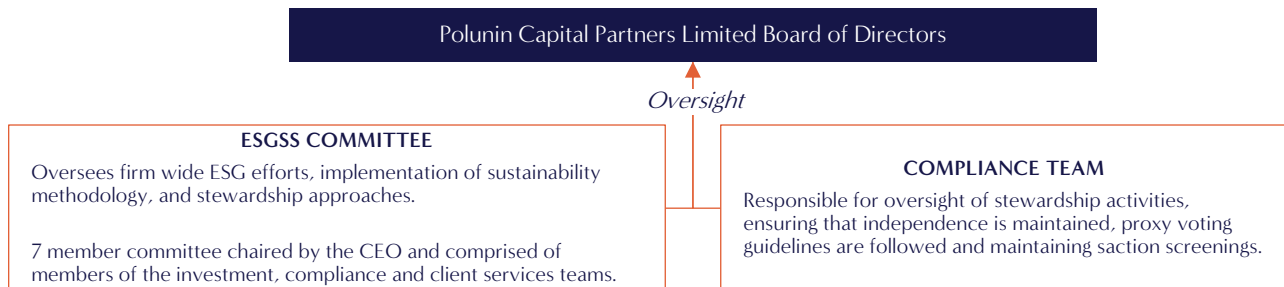 Polunin Capital Partners Limited Board of Directors
Oversight
ESGSS COMMITTEE
Oversees firm wide ESG efforts, implementation of sustainability
methodology, and stewardship approaches.
7 member committee chaired by the CEO and comprised of
members of the investment, compliance and client services teams.
COMPLIANCE TEAM
Responsible for oversight of stewardship activities,
ensuring that independence is maintained, proxy voting
guidelines are followed and maintaining saction screenings.